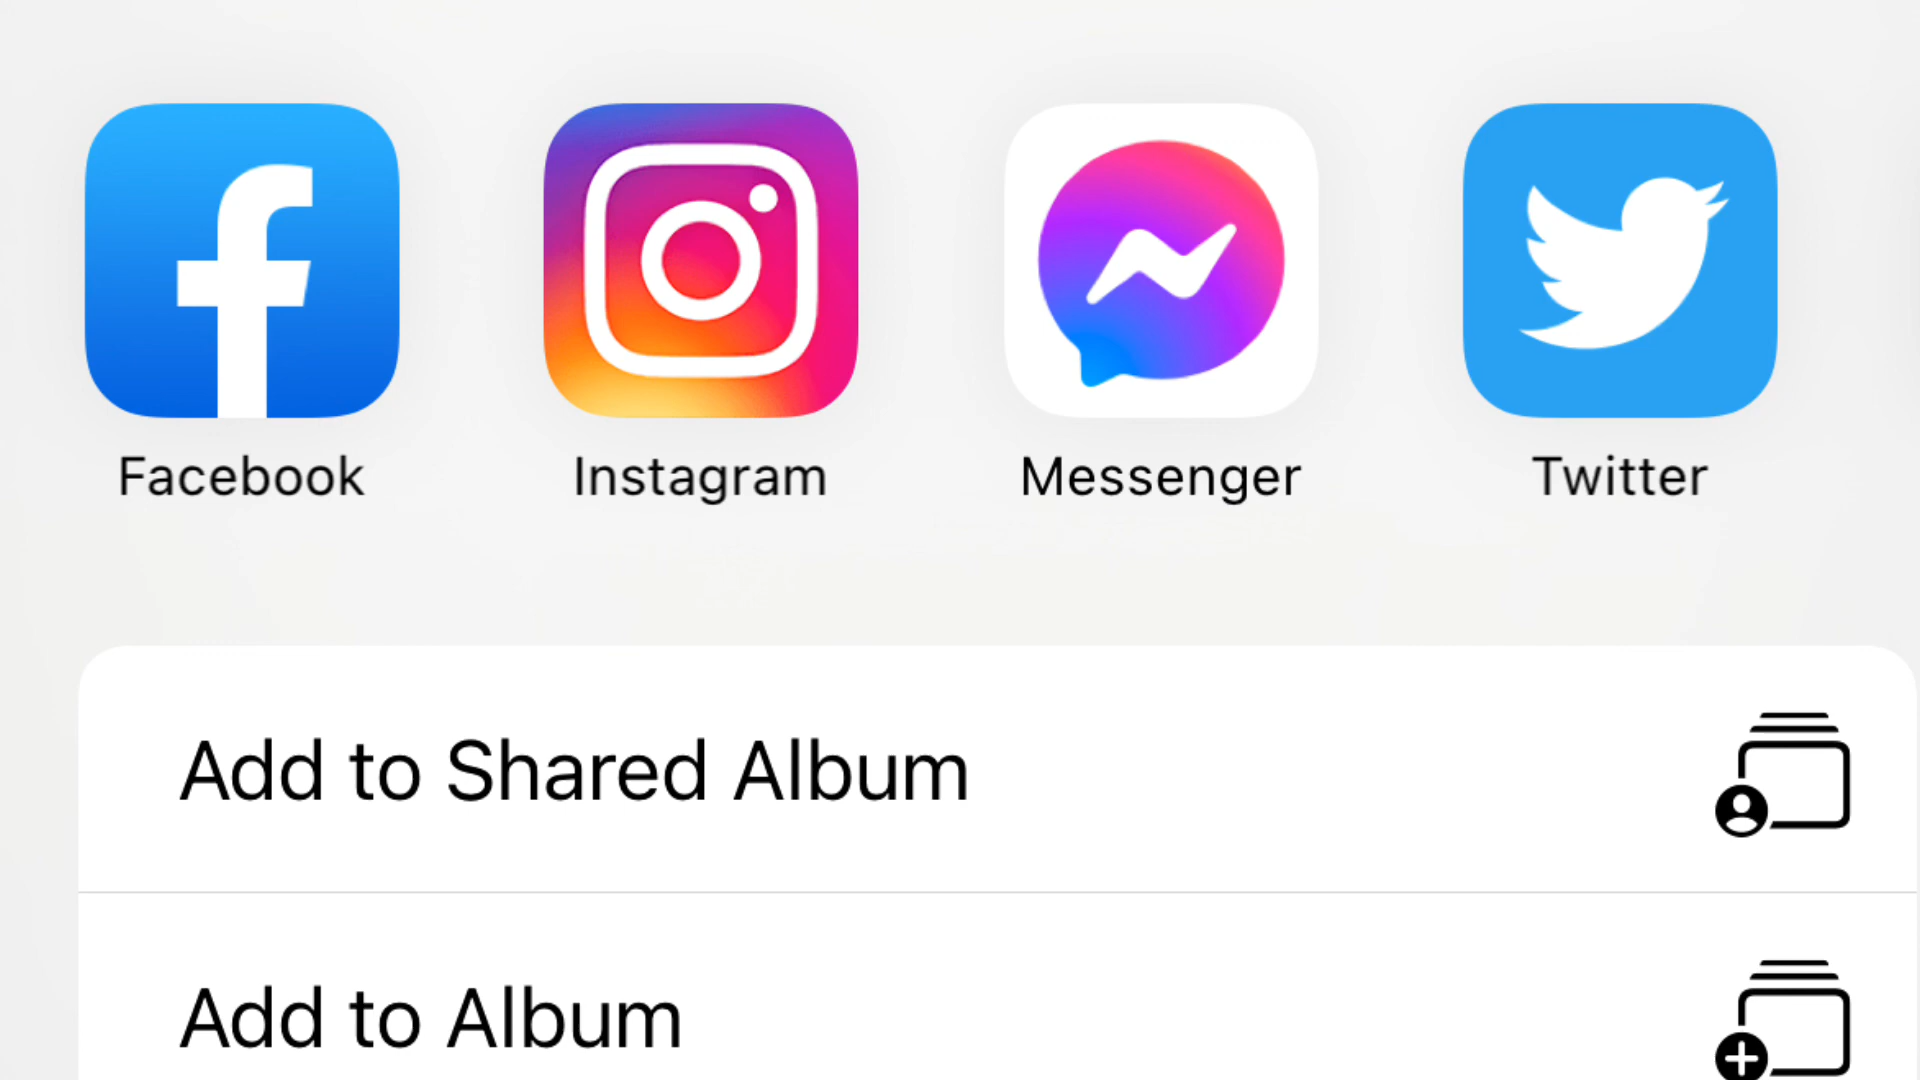 Facebook
Instagram
Messenger
Twitter
Add to Shared Album
Add to Album